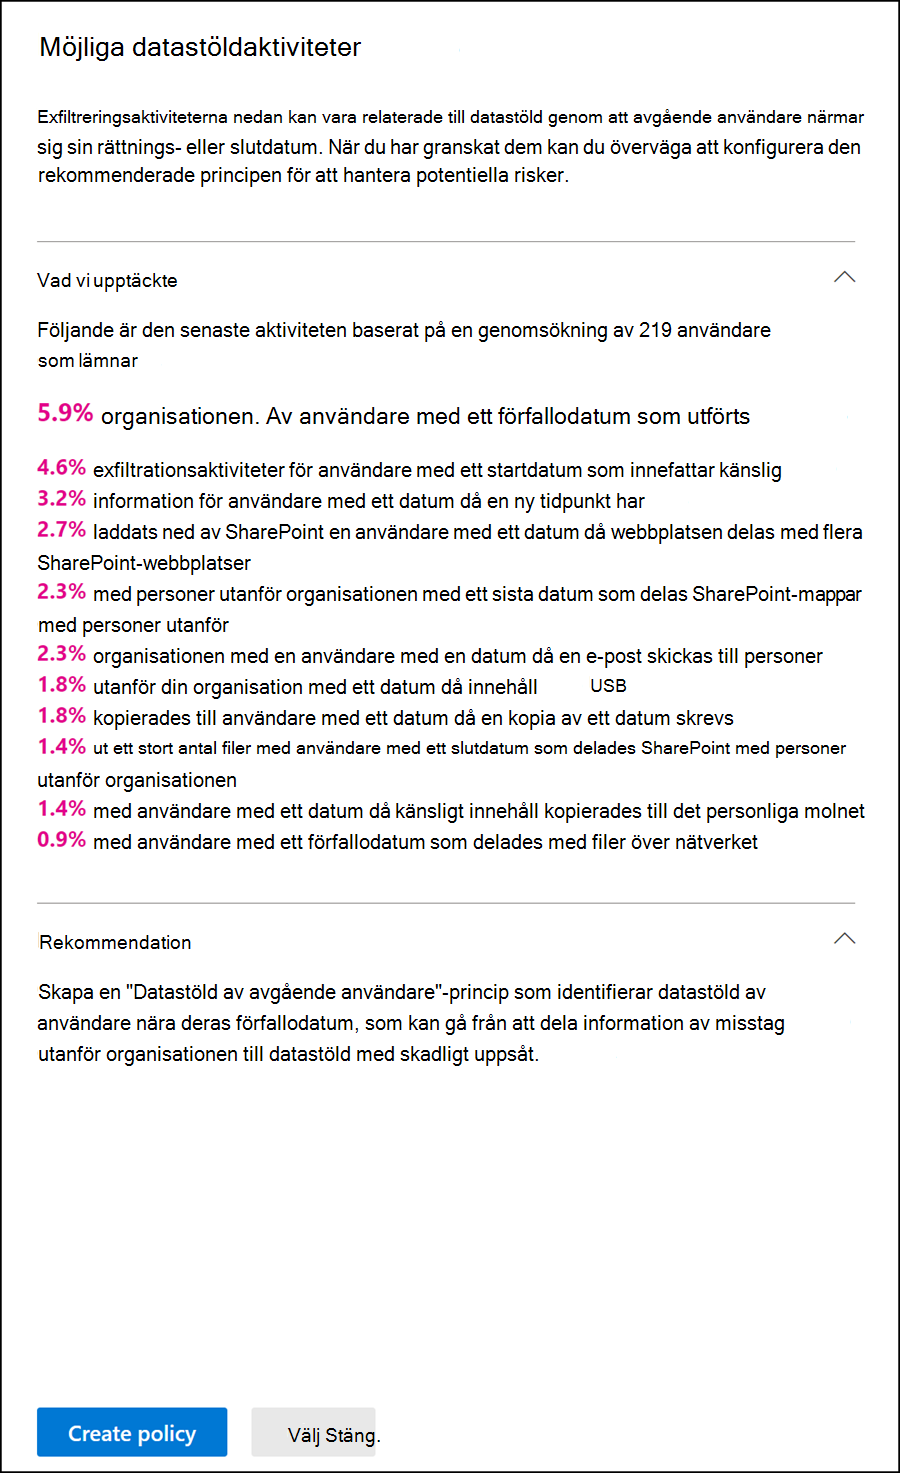 Möjliga datastöldaktiviteter
Exfiltreringsaktiviteterna nedan kan vara relaterade till datastöld genom att avgående användare närmar
sig sin rättnings- eller slutdatum. När du har granskat dem kan du överväga att konfigurera den
rekommenderade principen för att hantera potentiella risker.
Vad vi upptäckte
Följande är den senaste aktiviteten baserat på en genomsökning av 219 användare
som lämnar
5.9% organisationen. Av användare med ett förfallodatum som utförts
4.6% exfiltrationsaktiviteter för användare med ett startdatum som innefattar känslig
3.2% information för användare med ett datum då en ny tidpunkt har
2.7% laddats ned av SharePoint en användare med ett datum då webbplatsen delas med flera
SharePoint-webbplatser
2.3% med personer utanför organisationen med ett sista datum som delas SharePoint-mappar
med personer utanför
2.3% organisationen med en användare med en datum då en e-post skickas till personer
1.8% utanför din organisation med ett datum då innehåll USB
1.8% kopierades till användare med ett datum då en kopia av ett datum skrevs
1.4% ut ett stort antal filer med användare med ett slutdatum som delades SharePoint med personer
utanför organisationen
1.4% med användare med ett datum då känsligt innehåll kopierades till det personliga molnet
0.9% med användare med ett förfallodatum som delades med filer över nätverket
Rekommendation
Skapa en "Datastöld av avgående användare"-princip som identifierar datastöld av
användare nära deras förfallodatum, som kan gå från att dela information av misstag
utanför organisationen till datastöld med skadligt uppsåt.
Create policy Välj Stäng.